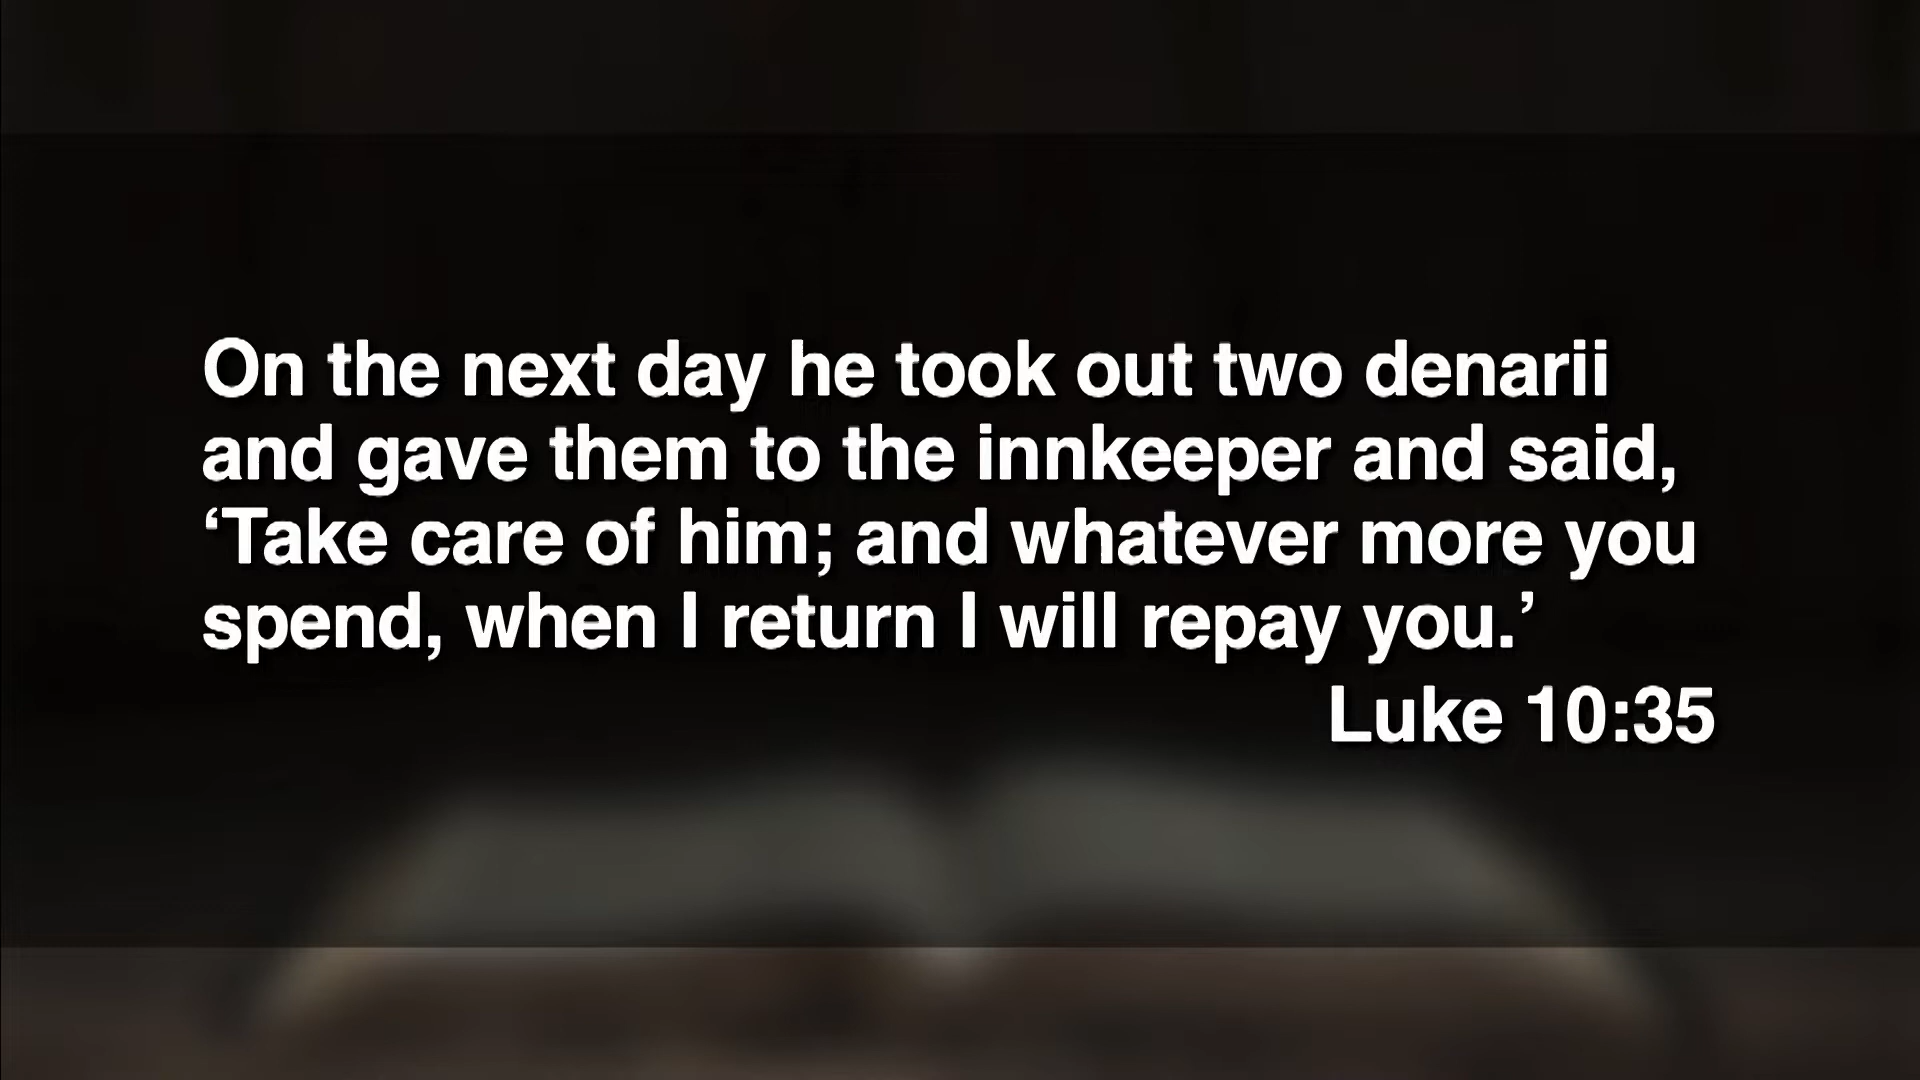 On the next day he took out two denarii
and gave them to the innkeeper and said,
‘Take care of him; and whatever more you
spend, when I return I will repay you.’
Luke 10:35